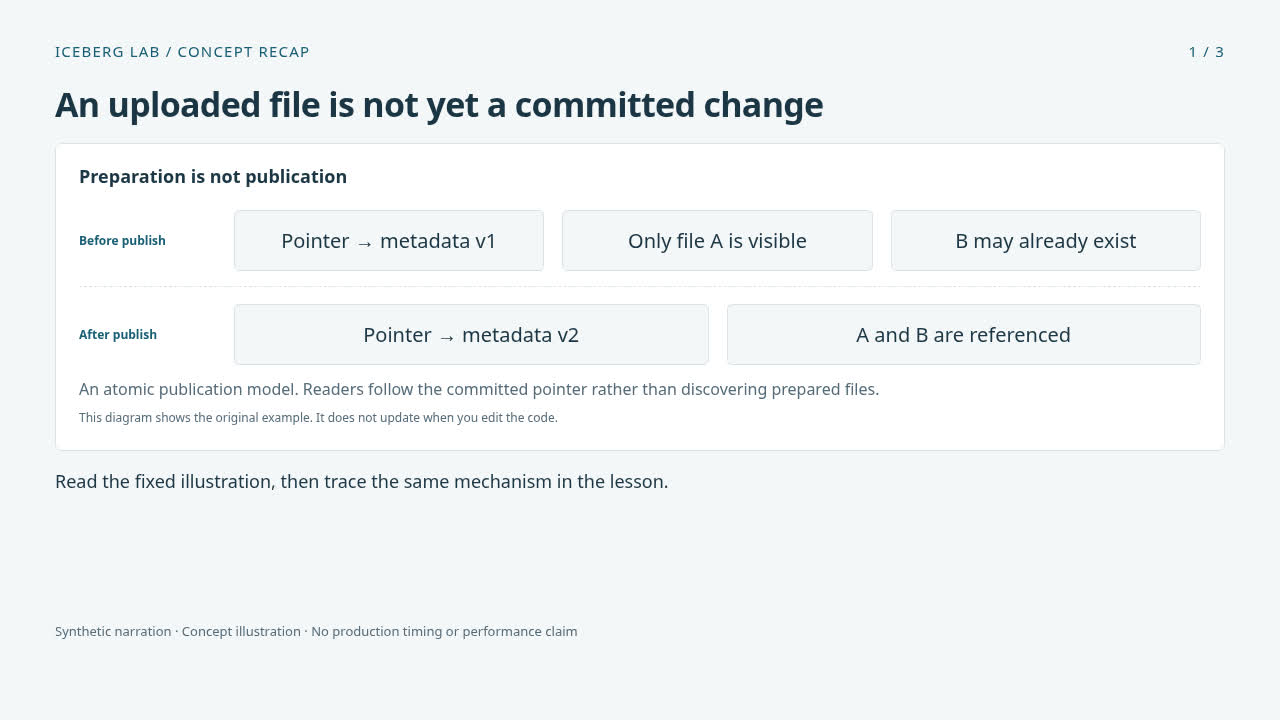 ICEBERG LAB / CONCEPT RECAP
1 / 3
An uploaded file is not yet a committed change
Preparation is not publication
Before publish
Pointer → metadata v1
Only file A is visible
B may already exist
After publish
Pointer → metadata v2
A and B are referenced
An atomic publication model. Readers follow the committed pointer rather than discovering prepared files.
This diagram shows the original example. It does not update when you edit the code.
Read the fixed illustration, then trace the same mechanism in the lesson.
Synthetic narration · Concept illustration · No production timing or performance claim